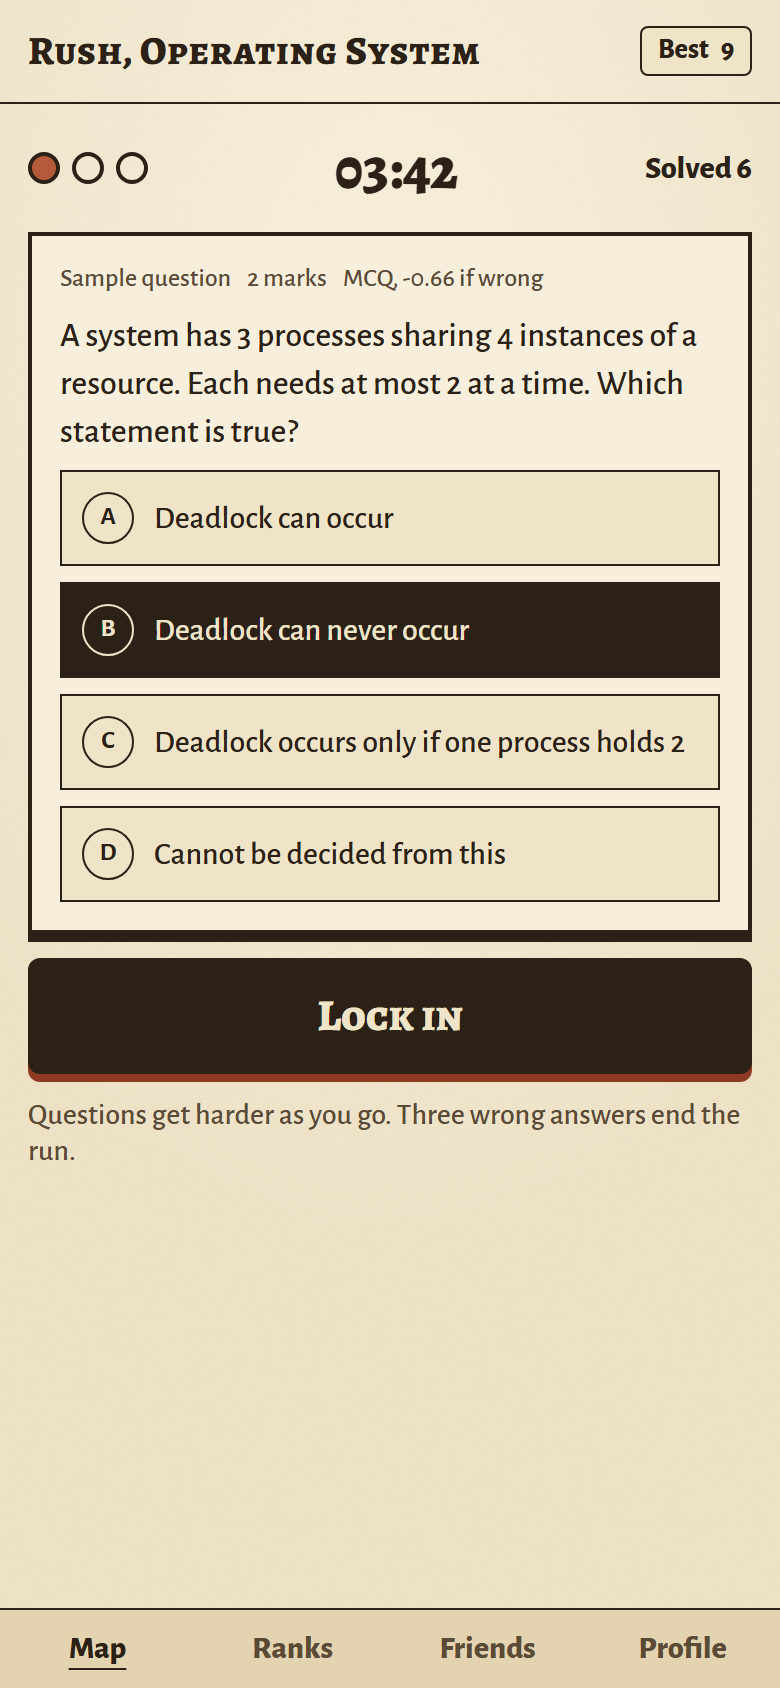 Rush, Operating System
Best 9
03:42
Solved 6
Sample question 2 marks MCQ, -0.66 if wrong
A system has 3 processes sharing 4 instances of a
resource. Each needs at most 2 at a time. Which
statement is true?
A Deadlock can occur
B Deadlock can never occur
C Deadlock occurs only if one process holds 2
D Cannot be decided from this
Lock in
Questions get harder as you go. Three wrong answers end the
run.
Map Ranks Friends Profile